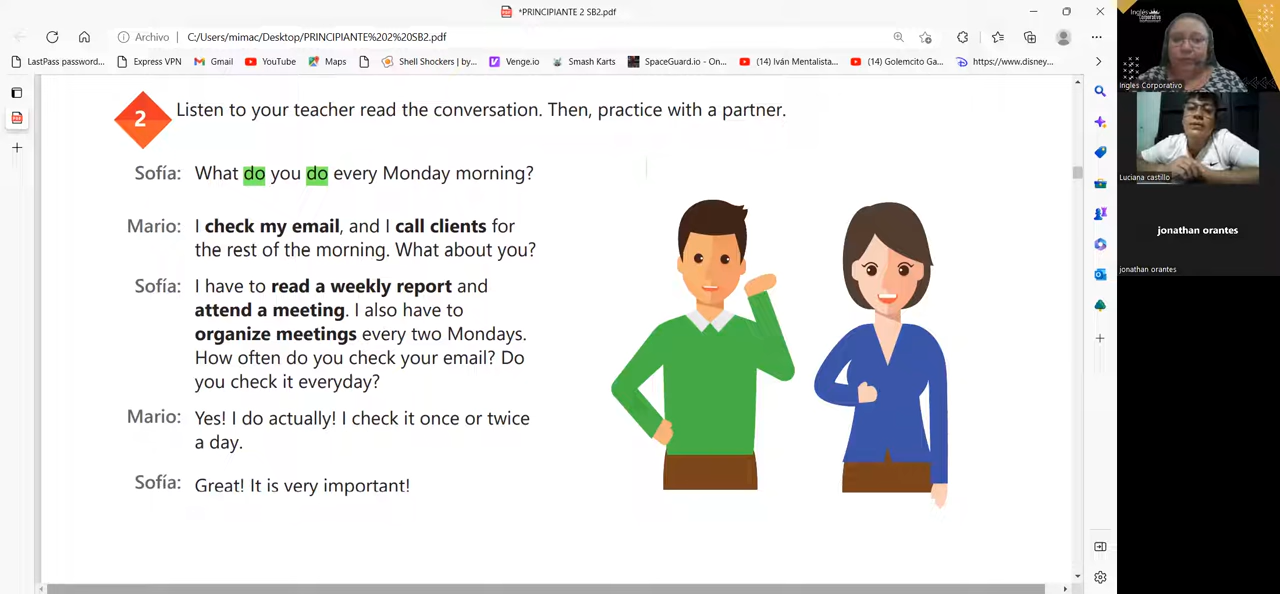 *PRINCIPIANTE 2 SB2.pdf
Archivo
C:/Users/mimac/Desktop/PRINCIPIANTE%202%20SB2.pdf
LastPass password...
Express VPN
Gmail
YouTube
Maps
Shell Shockers | by...
Venge.io
Smash Karts
SpaceGuard.io - On...
(14) Iván Mentalista...
(14) Golemcito Ga...
https://www.disney...
2
Listen to your teacher read the conversation. Then, practice with a partner.
Sofía: What do you do every Monday morning?
Mario: I check my email, and I call clients for
the rest of the morning. What about you?
Sofía: I have to read a weekly report and
attend a meeting. I also have to
organize meetings every two Mondays.
How often do you check your email? Do
you check it everyday?
Mario: Yes! I do actually! I check it once or twice
a day.
Sofía: Great! It is very important!
Inglés
Corporativo
Ingles Corporativo
Luciana castillo
jonathan orantes
jonathan orantes